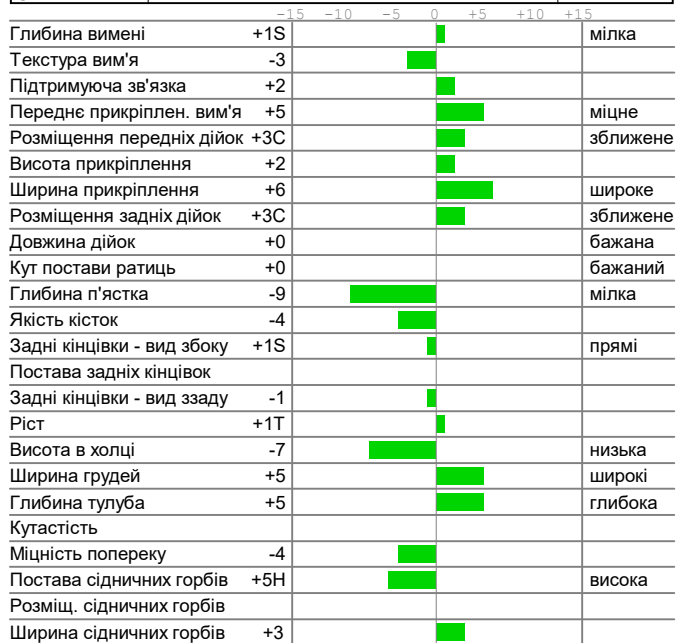 -15 -10 -5 0 +5 +10 +15
Глибина вимені +1S мілка
Текстура вим'я -3
Підтримуюча зв'язка +2
Переднє прикріплен. вим'я +5 міцне
Розміщення передніх дійок +3C зближене
Висота прикріплення +2
Ширина прикріплення +6 широке
Розміщення задніх дійок +3C зближене
Довжина дійок +0 бажана
Кут постави ратиць +0 бажаний
Глибина п'ястка -9 мілка
Якість кісток -4
Задні кінцівки - вид збоку +1S прямі
Постава задніх кінцівок
Задні кінцівки - вид ззаду -1
Ріст +1T
Висота в холці -7 низька
Ширина грудей +5 широкі
Глибина тулуба +5 глибока
Кутастість
Міцність попереку -4
Постава сідничних горбів +5H висока
Розміщ. сідничних горбів
Ширина сідничних горбів +3